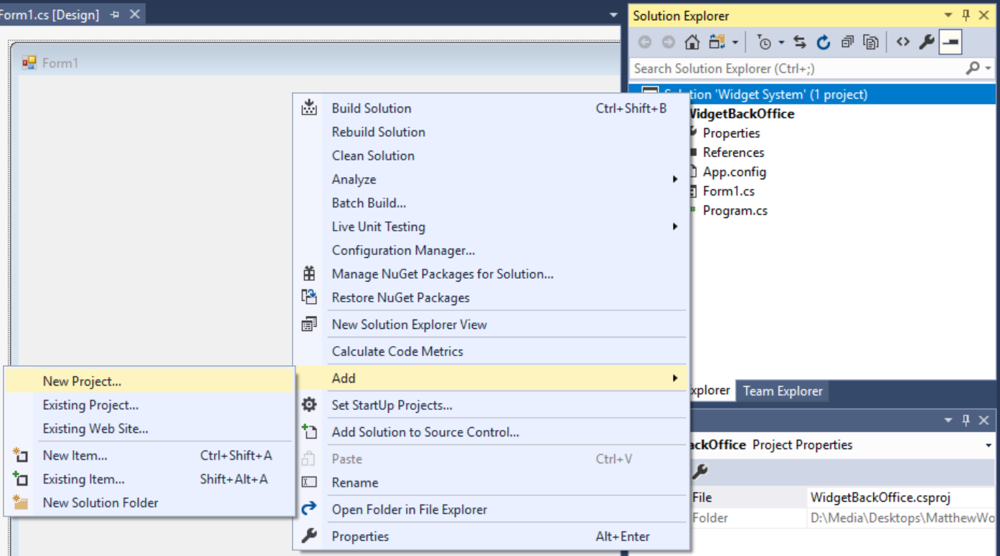 Form1.cs [Design]
Form1
Build Solution Ctrl+Shift+B
Rebuild Solution
Clean Solution
Analyze
Batch Build...
Live Unit Testing
Configuration Manager...
Manage NuGet Packages for Solution...
Restore NuGet Packages
New Solution Explorer View
Calculate Code Metrics
Add
Set StartUp Projects...
Add Solution to Source Control...
Paste Ctrl+V
Rename
Open Folder in File Explorer
Properties Alt+Enter
New Project...
Existing Project...
Existing Web Site...
New Item... Ctrl+Shift+A
Existing Item... Shift+Alt+A
New Solution Folder
Solution Explorer
Search Solution Explorer (Ctrl+;)
Solution 'Widget System' (1 project)
WidgetBackOffice
Properties
References
App.config
Form1.cs
Program.cs
xplorer Team Explorer
ackOffice Project Properties
File WidgetBackOffice.csproj
Folder D:\Media\Desktops\MatthewWo